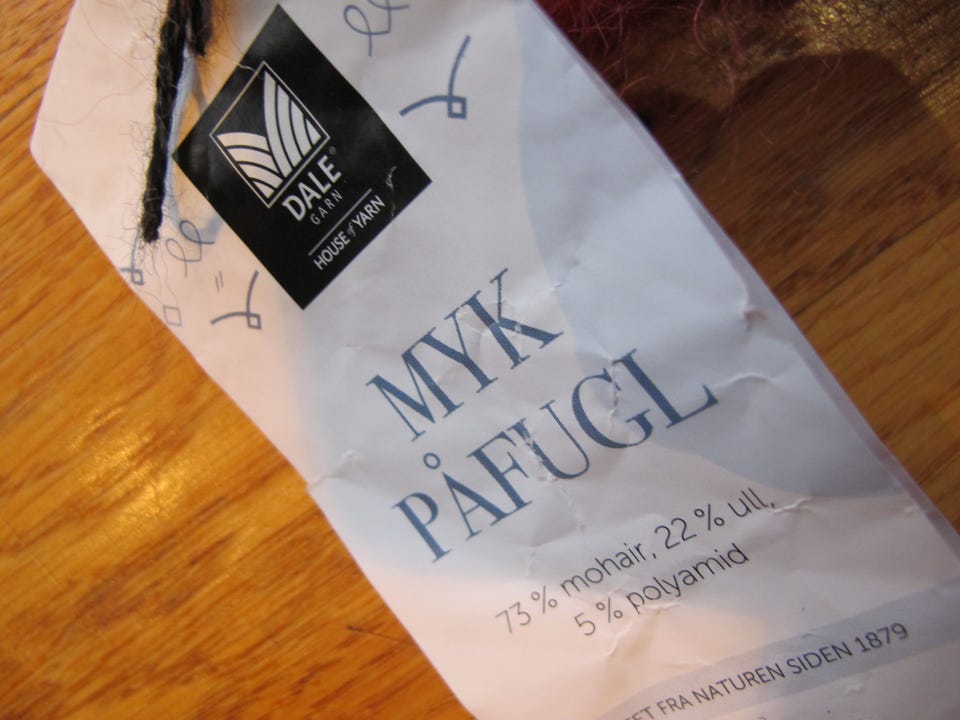 DALE®
GARN
HOUSE of YARN
MYK
PÅFUGL
73 % mohair, 22 % ull,
5 % polyamid
FRA NATUREN SIDEN 1879